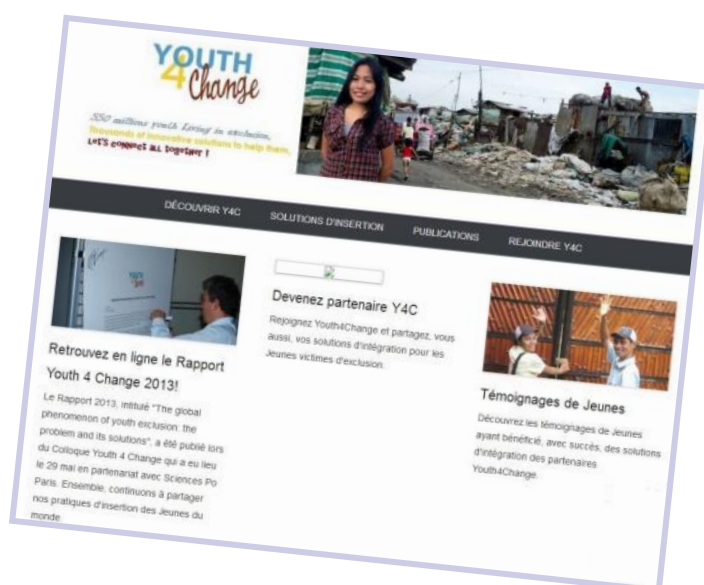 YOUTH
4 Change
550 millions youth Living in exclusion,
Thousands of innovative solutions to help them,
Let's connect all together !
DÉCOUVRIR Y4C
SOLUTIONS D'INSERTION
PUBLICATIONS
REJOINDRE Y4C
Retrouvez en ligne le Rapport
Youth 4 Change 2013!
Le Rapport 2013, intitulé "The global
phenomenon of youth exclusion: the
problem and its solutions", a été publié lors
du Colloque Youth 4 Change qui a eu lieu
le 29 mai en partenariat avec Sciences Po
Paris. Ensemble, continuons à partager
nos pratiques d'insertion des Jeunes du
monde.
Devenez partenaire Y4C
Rejoignez Youth4Change et partagez, vous
aussi, vos solutions d'intégration pour les
Jeunes victimes d'exclusion.
Témoignages de Jeunes
Découvrez les témoignages de Jeunes
ayant bénéficié, avec succès, des solutions
d'intégration des partenaires
Youth4Change.